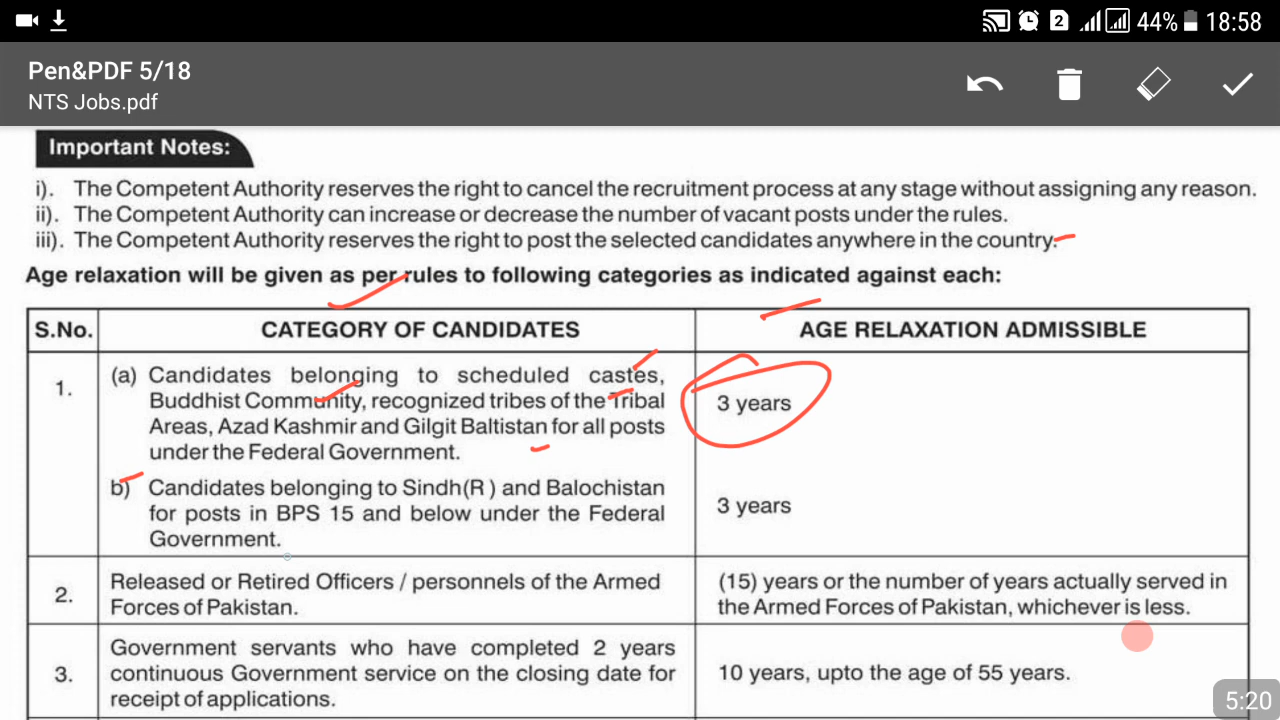 44% 18:58
2
Pen&PDF 5/18
NTS Jobs.pdf
Important Notes:
i). The Competent Authority reserves the right to cancel the recruitment process at any stage without assigning any reason.
ii). The Competent Authority can increase or decrease the number of vacant posts under the rules.
iii). The Competent Authority reserves the right to post the selected candidates anywhere in the country.
Age relaxation will be given as per rules to following categories as indicated against each:
S.No. CATEGORY OF CANDIDATES AGE RELAXATION ADMISSIBLE
1. (a) Candidates belonging to scheduled castes,
Buddhist Community, recognized tribes of the Tribal
Areas, Azad Kashmir and Gilgit Baltistan for all posts
under the Federal Government.
3 years
b) Candidates belonging to Sindh(R ) and Balochistan
for posts in BPS 15 and below under the Federal
Government.
3 years
2. Released or Retired Officers / personnels of the Armed
Forces of Pakistan.
(15) years or the number of years actually served in
the Armed Forces of Pakistan, whichever is less.
3. Government servants who have completed 2 years
continuous Government service on the closing date for
receipt of applications.
10 years, upto the age of 55 years.
5:20